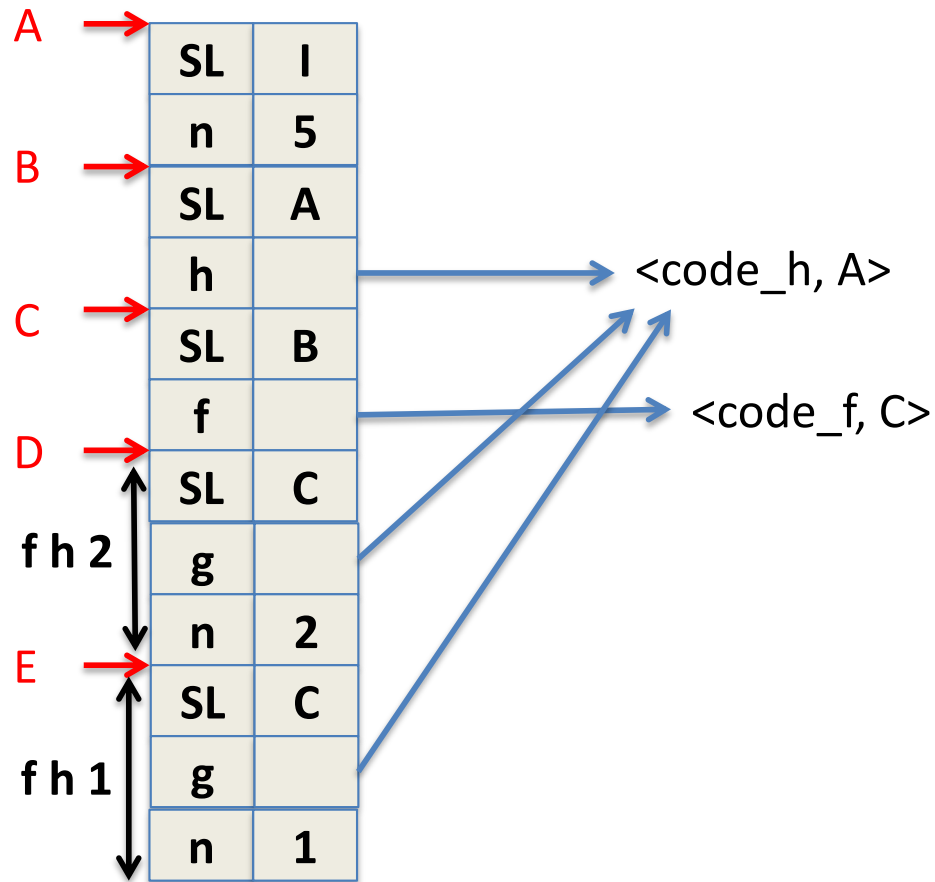 A
SL I
n 5
B
SL A
h
<code_h, A>
C
SL B
f
<code_f, C>
D
SL C
f h 2
g
n 2
E
SL C
f h 1
g
n 1